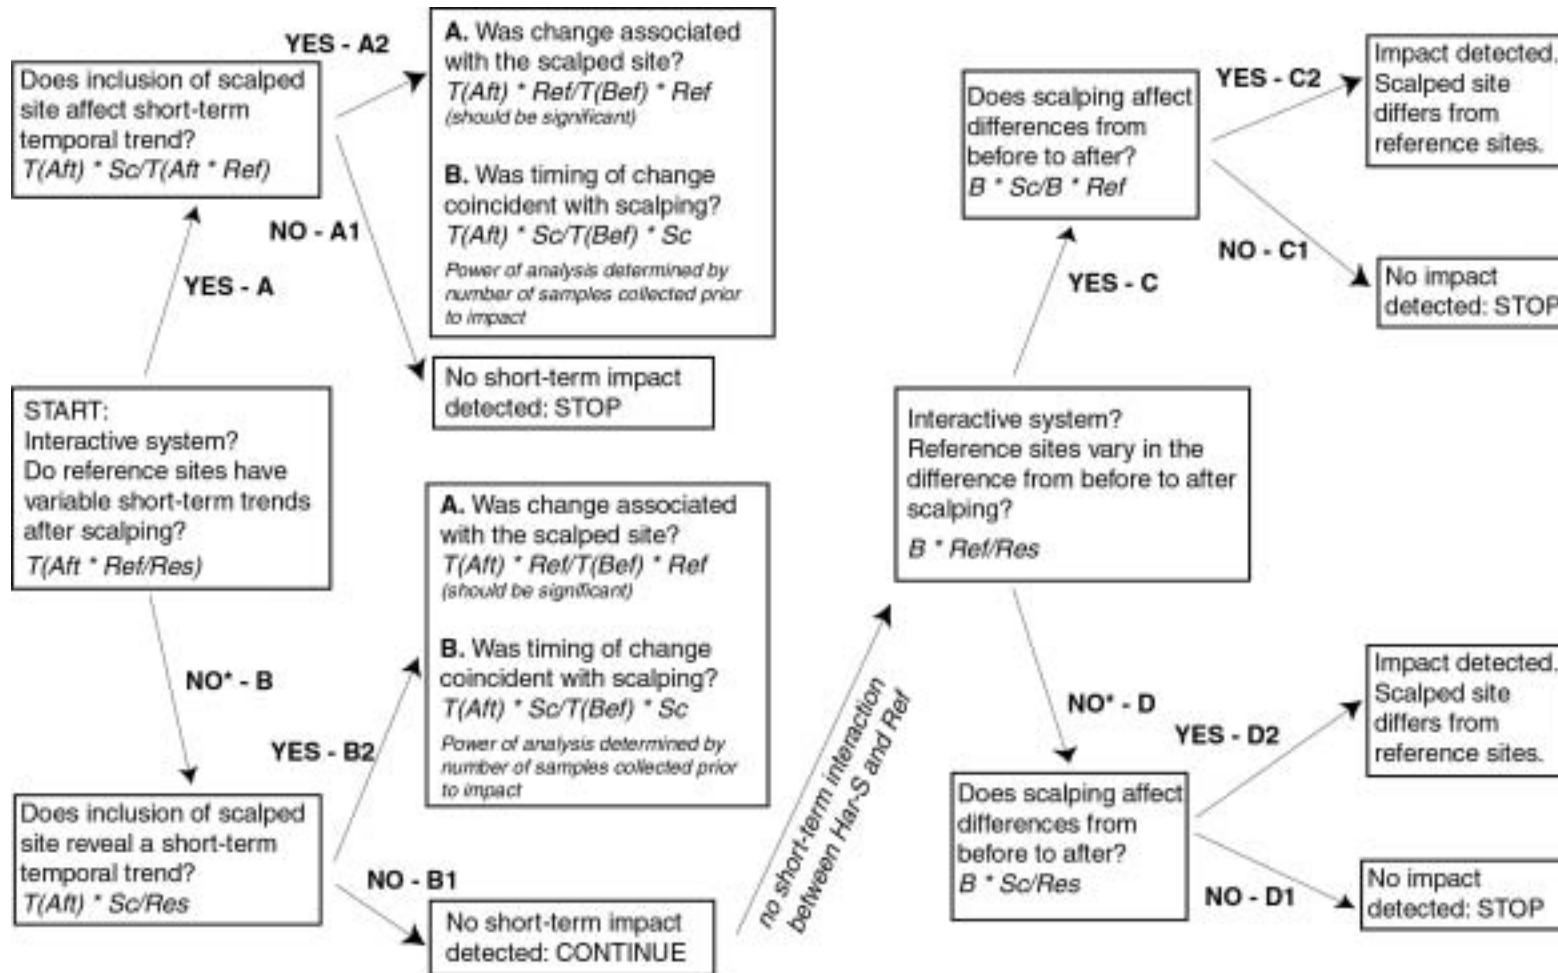 YES - A2
Does inclusion of scalped
site affect short-term
temporal trend?
T(Aft) * Sc/T(Aft * Ref)
A. Was change associated
with the scalped site?
T(Aft) * Ref/T(Bef) * Ref
(should be significant)
B. Was timing of change
coincident with scalping?
T(Aft) * Sc/T(Bef) * Sc
Power of analysis determined by
number of samples collected prior
to impact
NO - A1
YES - A
No short-term impact
detected: STOP
START:
Interactive system?
Do reference sites have
variable short-term trends
after scalping?
T(Aft * Ref/Res)
NO* - B
A. Was change associated
with the scalped site?
T(Aft) * Ref/T(Bef) * Ref
(should be significant)
B. Was timing of change
coincident with scalping?
T(Aft) * Sc/T(Bef) * Sc
Power of analysis determined by
number of samples collected prior
to impact
YES - B2
Does inclusion of scalped
site reveal a short-term
temporal trend?
T(Aft) * Sc/Res
NO - B1
No short-term impact
detected: CONTINUE
no short-term interaction
between Har-S and Ref
Does scalping affect
differences from
before to after?
B * Sc/B * Ref
YES - C2
Impact detected.
Scalped site
differs from
reference sites.
NO - C1
No impact
detected: STOP
YES - C
Interactive system?
Reference sites vary in the
difference from before to after
scalping?
B * Ref/Res
NO* - D
Does scalping affect
differences from
before to after?
B * Sc/Res
YES - D2
Impact detected.
Scalped site
differs from
reference sites.
NO - D1
No impact
detected: STOP